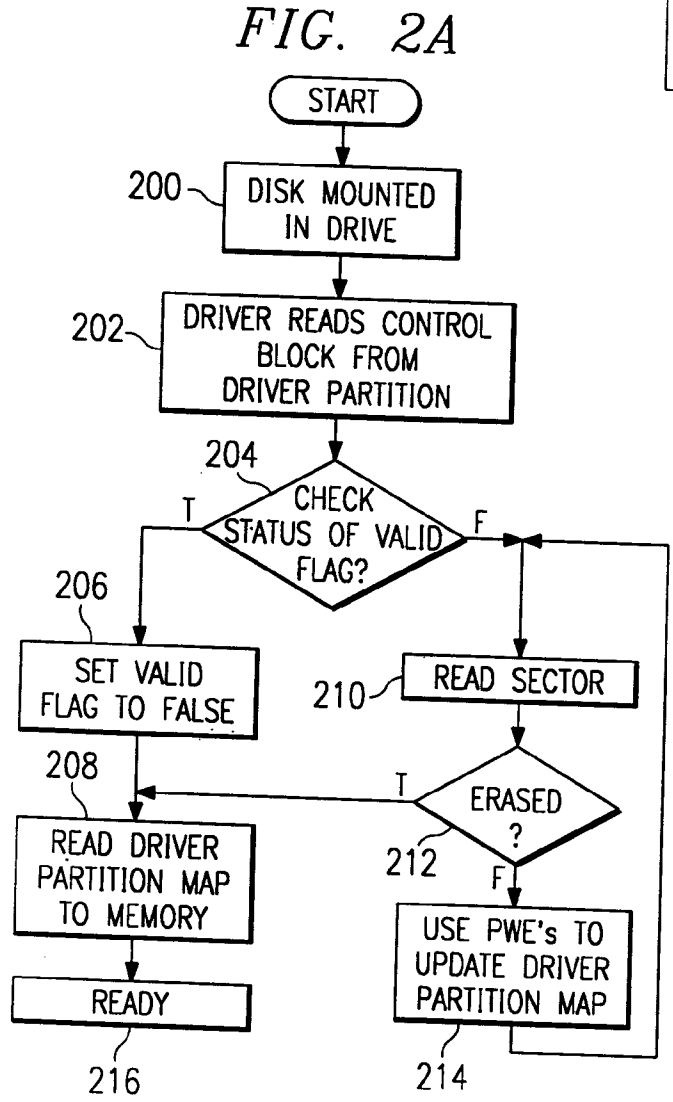 FIG. 2A
START
200
DISK MOUNTED
IN DRIVE
202
DRIVER READS CONTROL
BLOCK FROM
DRIVER PARTITION
204
CHECK
STATUS OF VALID
FLAG?
T
F
206
SET VALID
FLAG TO FALSE
210
READ SECTOR
208
READ DRIVER
PARTITION MAP
TO MEMORY
T
ERASED
?
212
F
USE PWE's TO
UPDATE DRIVER
PARTITION MAP
READY
216
214